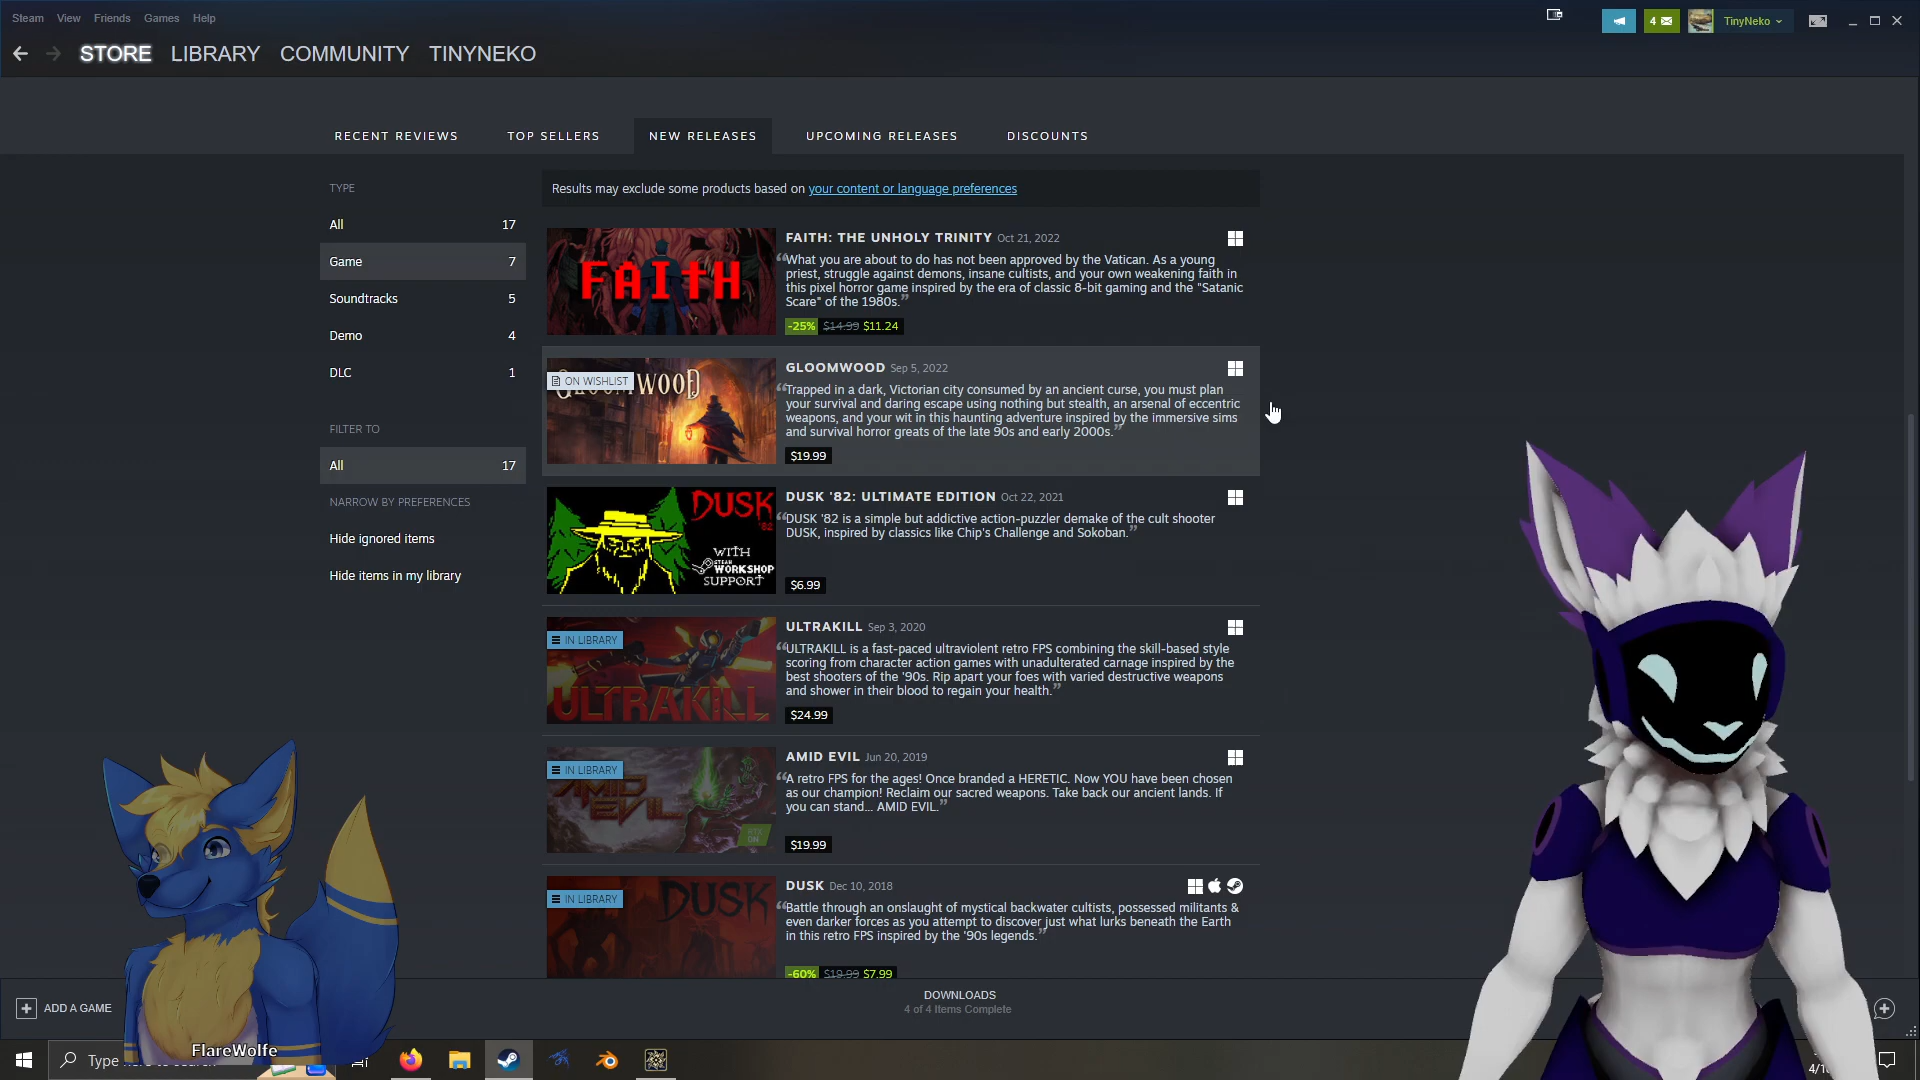 Steam View Friends Games Help
4
TinyNeko
STORE LIBRARY COMMUNITY TINYNEKO
RECENT REVIEWS TOP SELLERS NEW RELEASES UPCOMING RELEASES DISCOUNTS
TYPE
All 17
Game 7
Soundtracks 5
Demo 4
DLC 1
FILTER TO
All 17
NARROW BY PREFERENCES
Hide ignored items
Hide items in my library
Results may exclude some products based on your content or language preferences
FAITH
FAITH: THE UNHOLY TRINITY Oct 21, 2022
“What you are about to do has not been approved by the Vatican. As a young
priest, struggle against demons, insane cultists, and your own weakening faith in
this pixel horror game inspired by the era of classic 8-bit gaming and the "Satanic
Scare" of the 1980s.”
-25% $14.99 $11.24
ON WISHLIST
GLOOMWOOD
GLOOMWOOD Sep 5, 2022
“Trapped in a dark, Victorian city consumed by an ancient curse, you must plan
your survival and daring escape using nothing but stealth, an arsenal of eccentric
weapons, and your wit in this haunting adventure inspired by the immersive sims
and survival horror greats of the late 90s and early 2000s.”
$19.99
DUSK
'82
WITH
STEAM
WORKSHOP
SUPPORT
DUSK '82: ULTIMATE EDITION Oct 22, 2021
“DUSK '82 is a simple but addictive action-puzzler demake of the cult shooter
DUSK, inspired by classics like Chip's Challenge and Sokoban.”
$6.99
IN LIBRARY
ULTRAKILL
ULTRAKILL Sep 3, 2020
“ULTRAKILL is a fast-paced ultraviolent retro FPS combining the skill-based style
scoring from character action games with unadulterated carnage inspired by the
best shooters of the '90s. Rip apart your foes with varied destructive weapons
and shower in their blood to regain your health.”
$24.99
IN LIBRARY
AMID EVIL
RTX
ON
AMID EVIL Jun 20, 2019
“A retro FPS for the ages! Once branded a HERETIC. Now YOU have been chosen
as our champion! Reclaim our sacred weapons. Take back our ancient lands. If
you can stand... AMID EVIL.”
$19.99
IN LIBRARY
DUSK
DUSK Dec 10, 2018
“Battle through an onslaught of mystical backwater cultists, possessed militants &
even darker forces as you attempt to discover just what lurks beneath the Earth
in this retro FPS inspired by the '90s legends.”
-60% $19.99 $7.99
ADD A GAME
DOWNLOADS
4 of 4 Items Complete
FlareWolfe
Type here to search